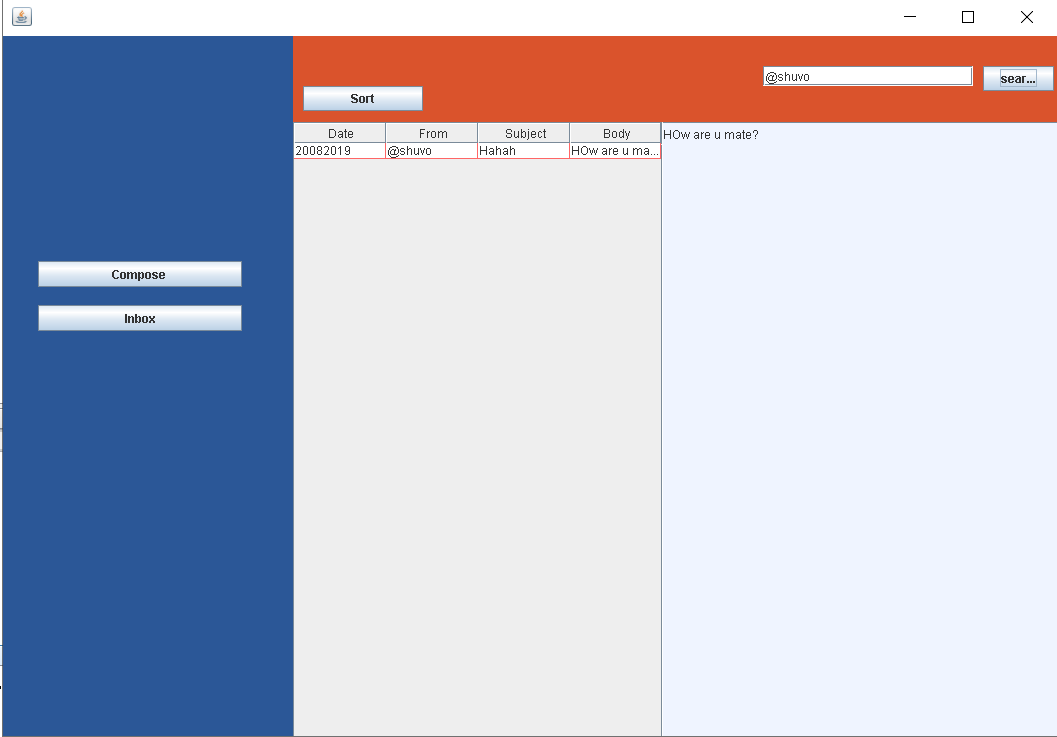 @shuvo sear...
Sort
Date From Subject Body
20082019 @shuvo Hahah HOw are u ma...
HOw are u mate?
Compose
Inbox